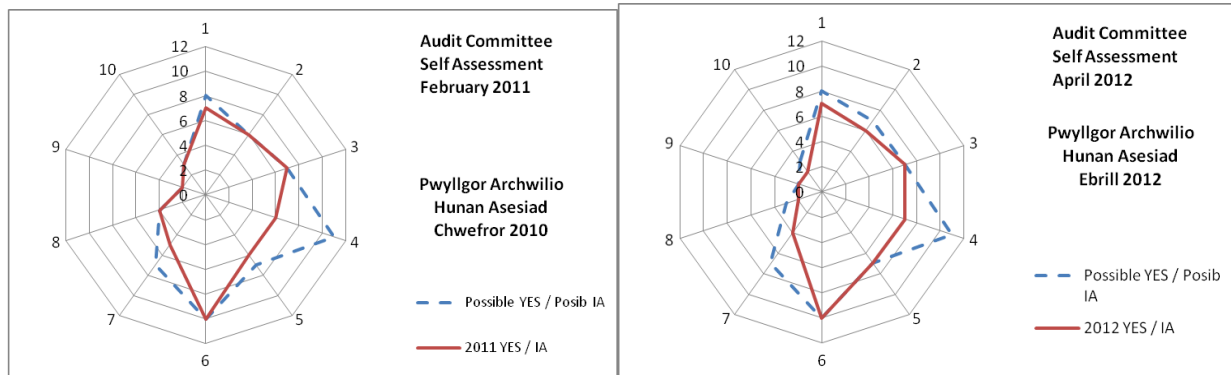 1
12
10
8
6
4
2
0
2
3
4
5
6
7
8
9
10
Audit Committee
Self Assessment
February 2011
Pwyllgor Archwilio
Hunan Asesiad
Chwefror 2010
Possible YES / Posib IA
2011 YES / IA
1
12
10
8
6
4
2
0
2
3
4
5
6
7
8
9
10
Audit Committee
Self Assessment
April 2012
Pwyllgor Archwilio
Hunan Asesiad
Ebrill 2012
Possible YES / Posib
IA
2012 YES / IA